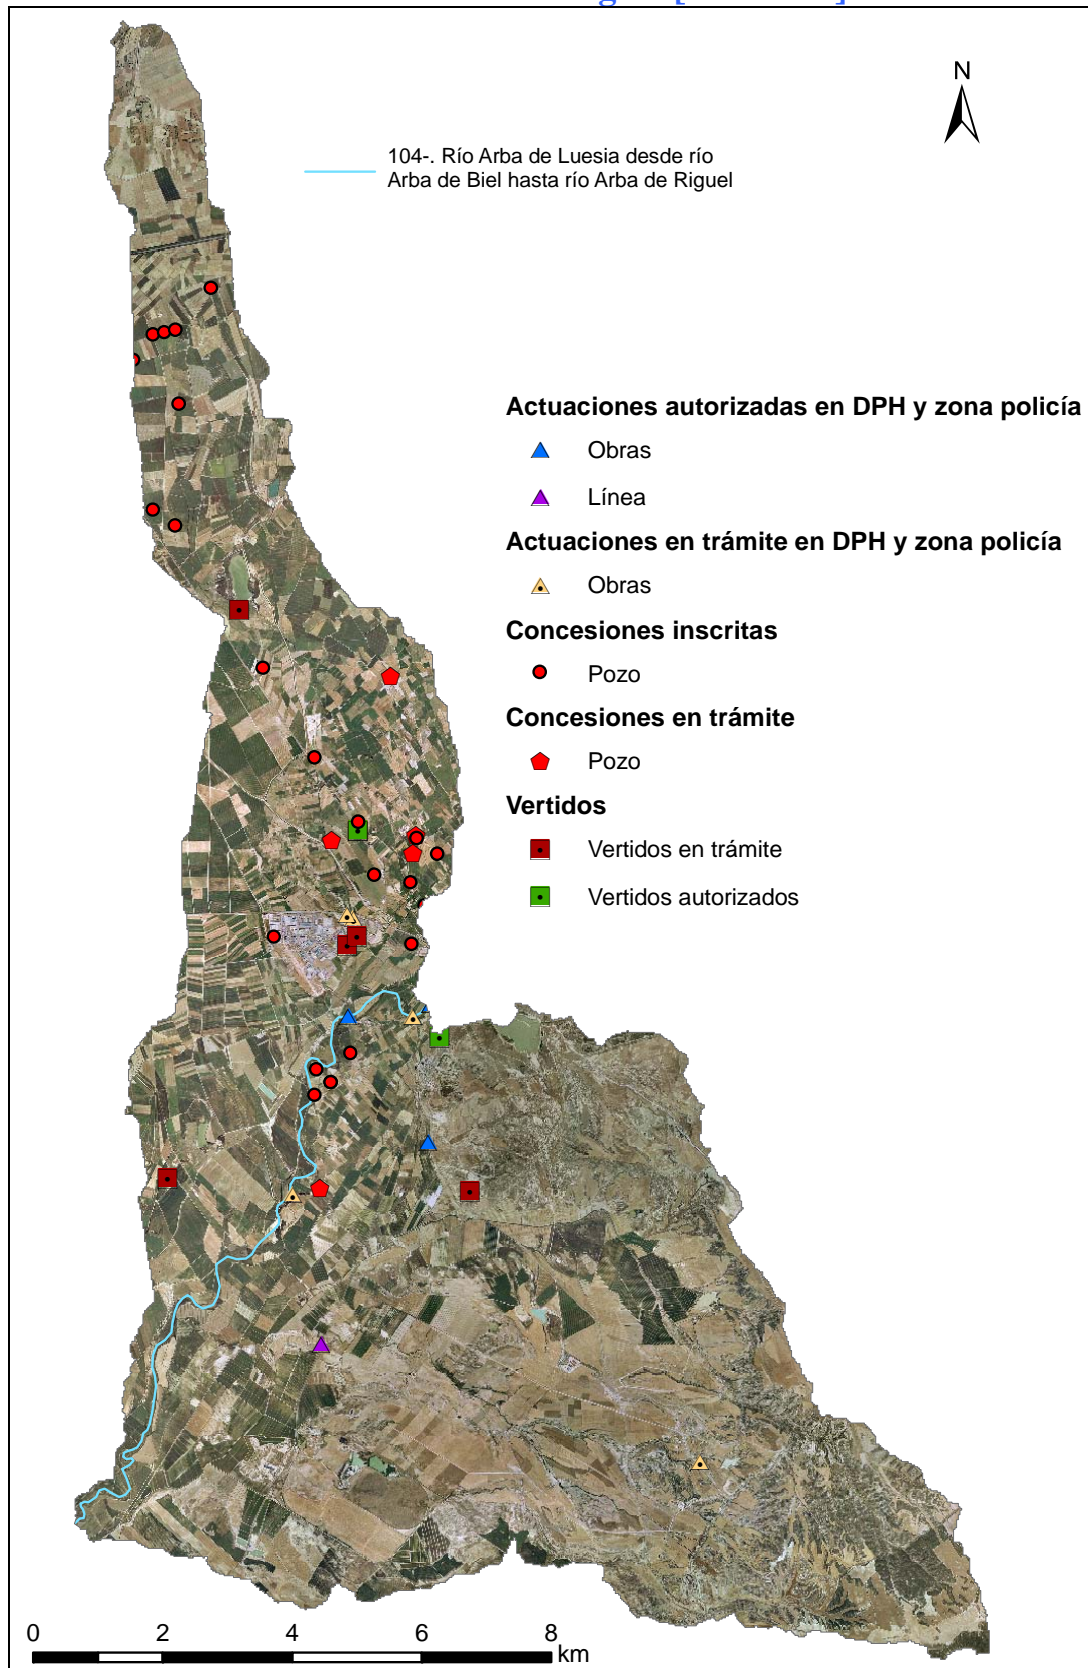 N
104-. Río Arba de Luesia desde río
Arba de Biel hasta río Arba de Riguel
Actuaciones autorizadas en DPH y zona policía
Obras
Línea
Actuaciones en trámite en DPH y zona policía
Obras
Concesiones inscritas
Pozo
Concesiones en trámite
Pozo
Vertidos
Vertidos en trámite
Vertidos autorizados
0 2 4 6 8
km